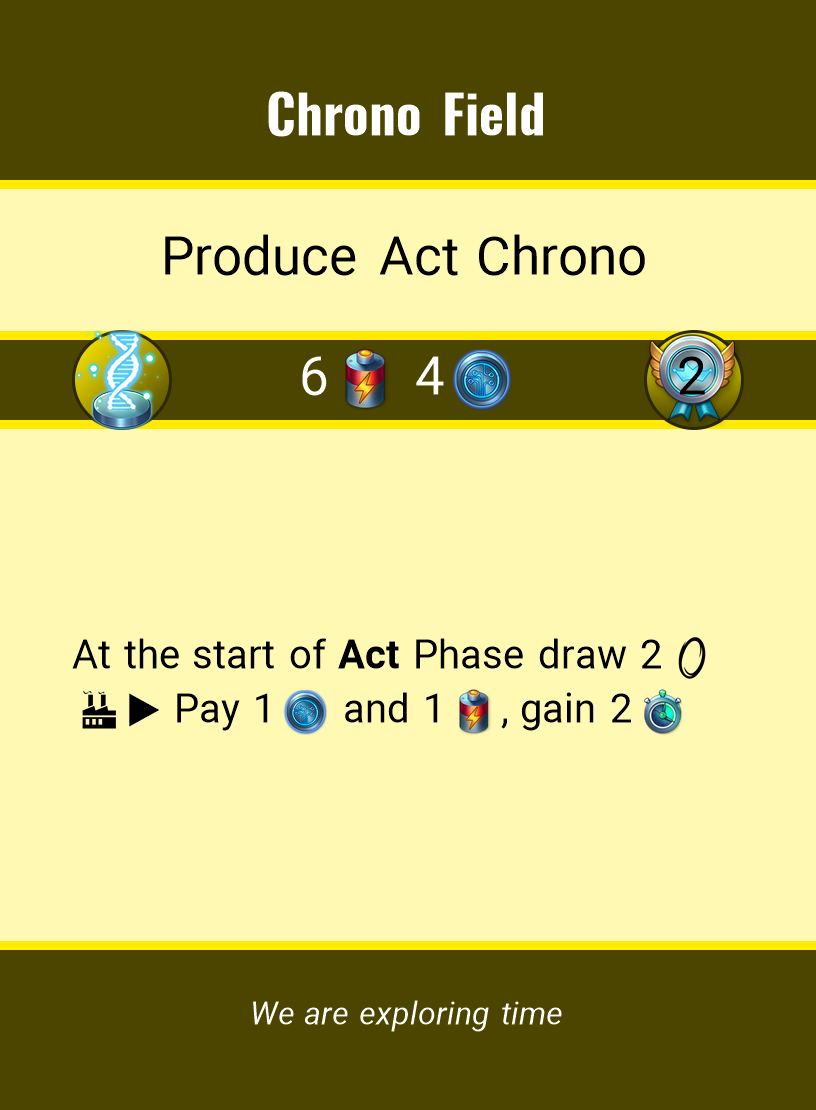 Chrono Field
Produce Act Chrono
6 4 2
At the start of Act Phase draw 2
Pay 1 and 1 , gain 2
We are exploring time